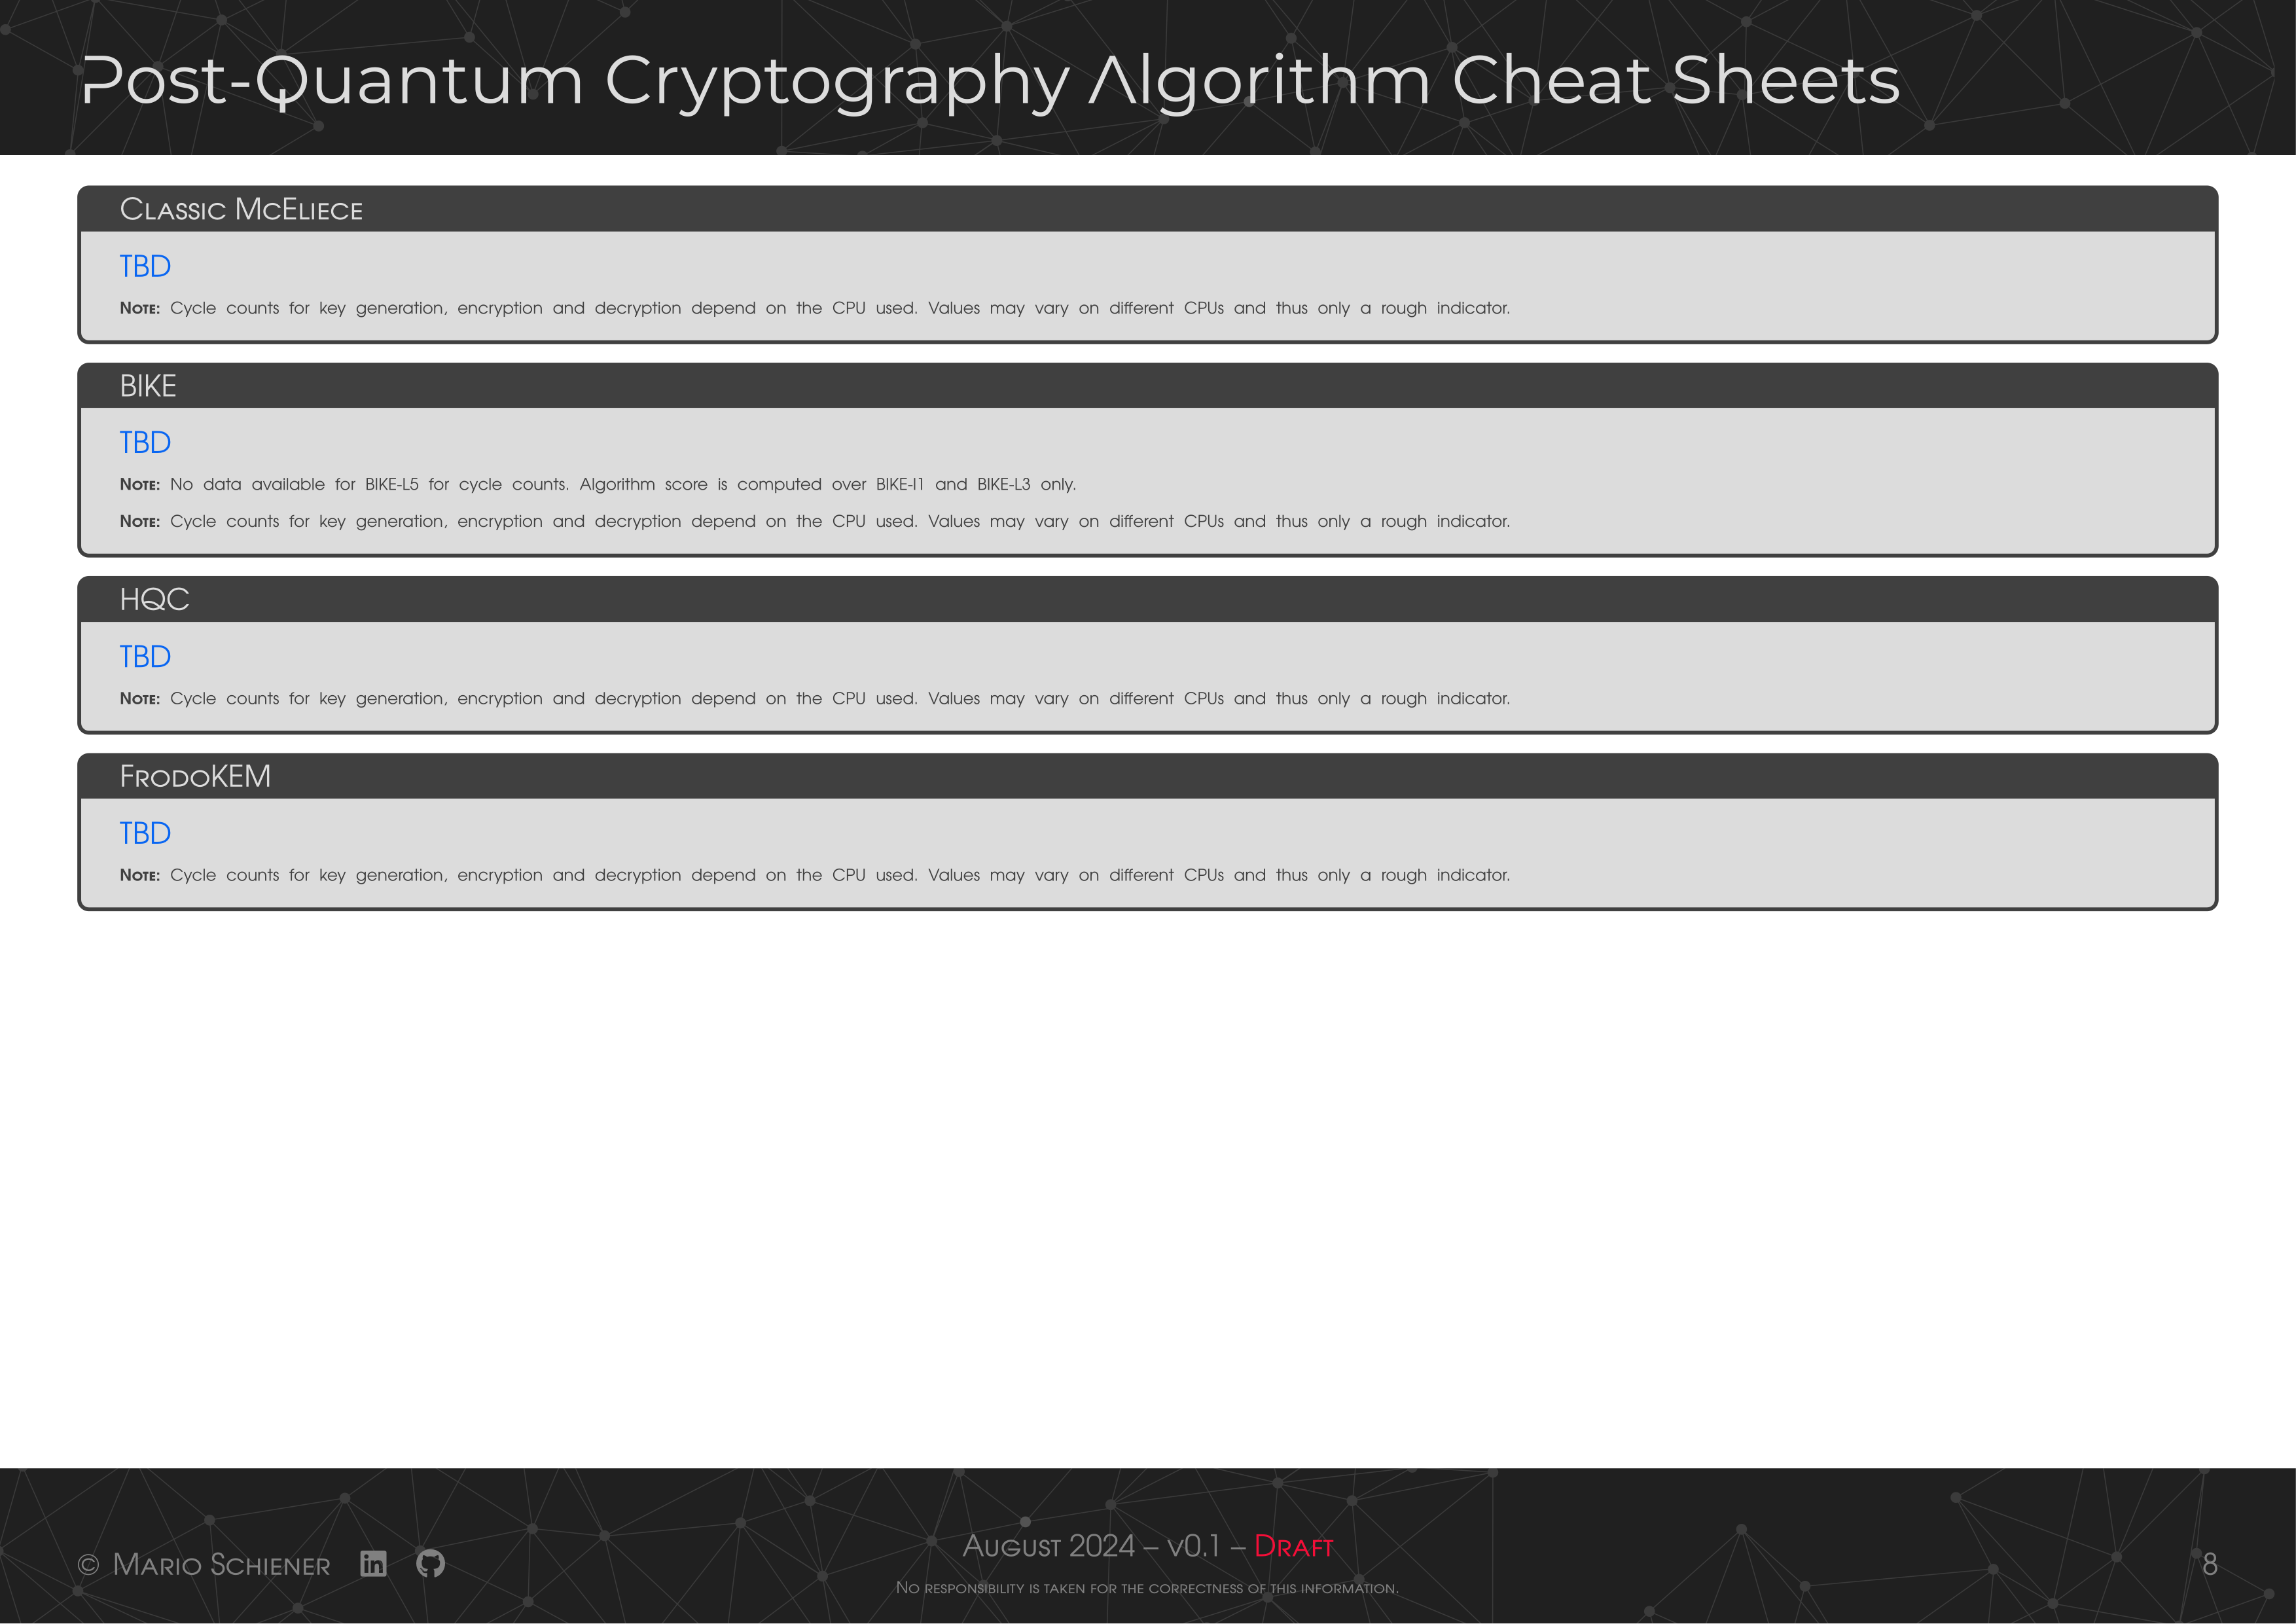 Post-Quantum Cryptography Algorithm Cheat Sheets
Classic McEliece
TBD
Note: Cycle counts for key generation, encryption and decryption depend on the CPU used. Values may vary on different CPUs and thus only a rough indicator.
BIKE
TBD
Note: No data available for BIKE-L5 for cycle counts. Algorithm score is computed over BIKE-l1 and BIKE-L3 only.
Note: Cycle counts for key generation, encryption and decryption depend on the CPU used. Values may vary on different CPUs and thus only a rough indicator.
HQC
TBD
Note: Cycle counts for key generation, encryption and decryption depend on the CPU used. Values may vary on different CPUs and thus only a rough indicator.
FrodoKEM
TBD
Note: Cycle counts for key generation, encryption and decryption depend on the CPU used. Values may vary on different CPUs and thus only a rough indicator.
© Mario Schiener
August 2024 – v0.1 – Draft
No responsibility is taken for the correctness of this information.
8